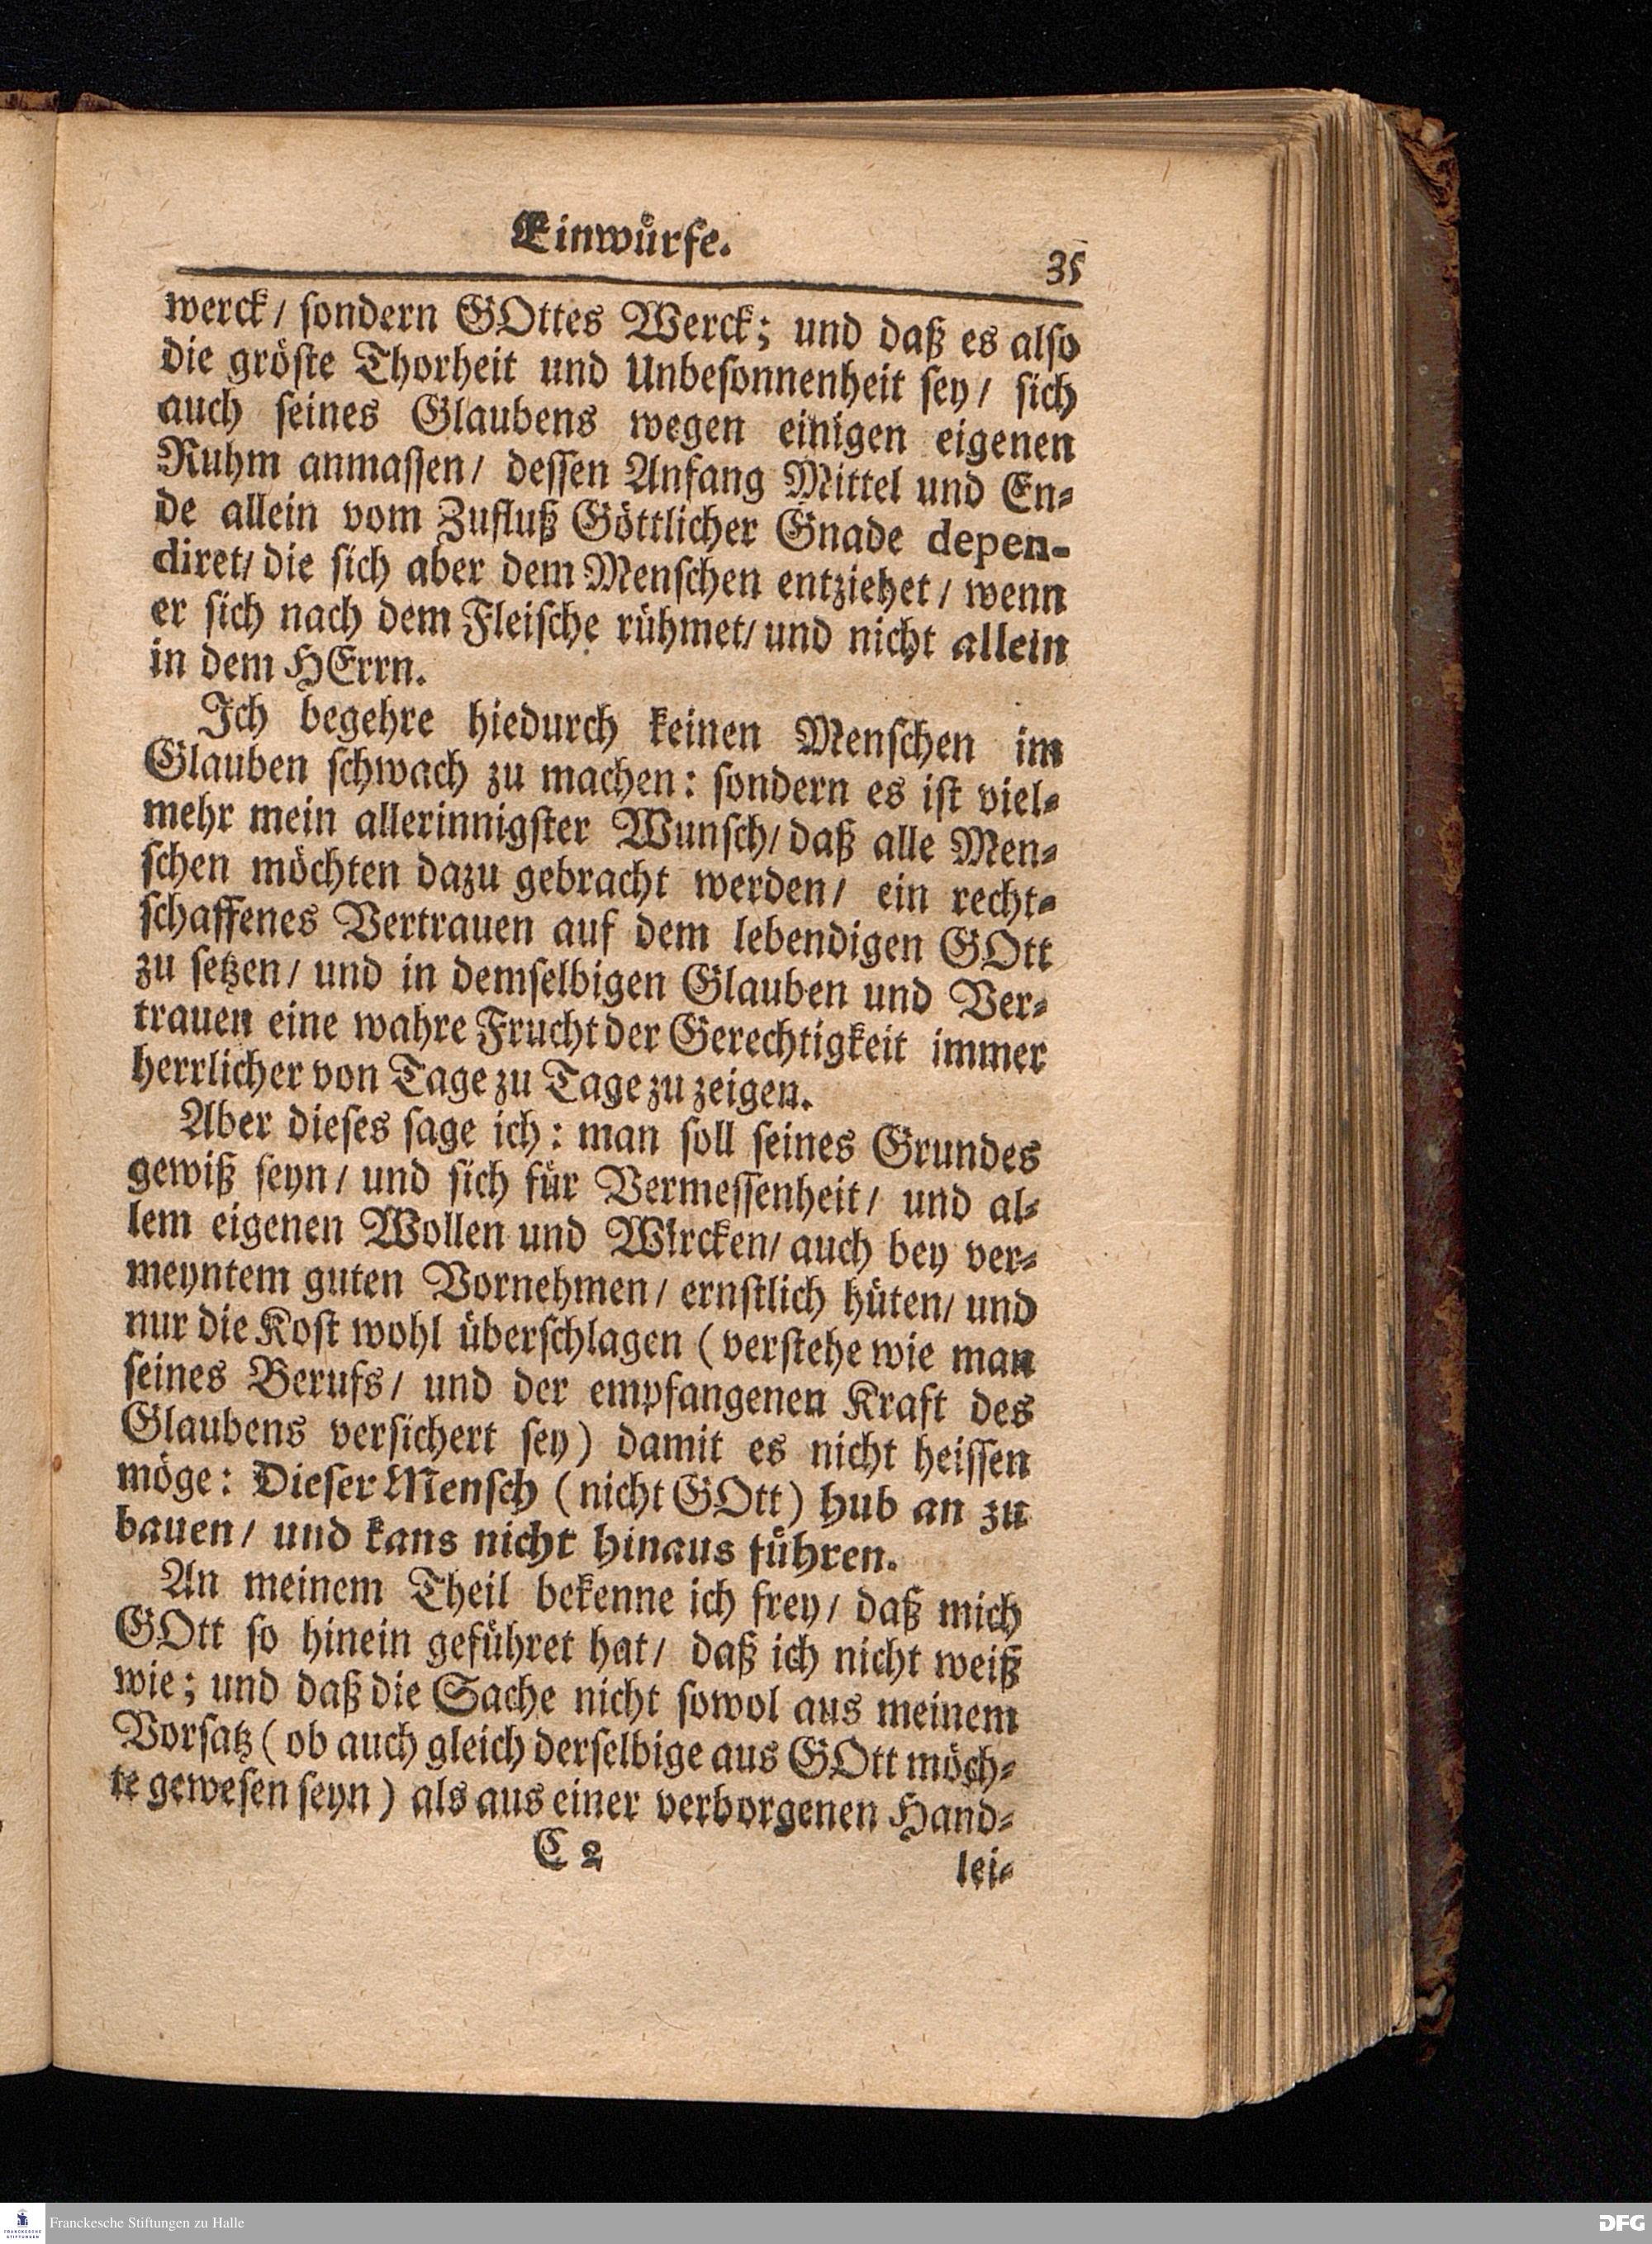 Einwürfe.
35
werck/ sondern GOttes Werck; und daß es also
die gröste Thorheit und Unbesonnenheit sey/ sich
auch seines Glaubens wegen einigen eigenen
Ruhm anmassen/ dessen Anfang Mittel und En-
de allein vom Zufluß Göttlicher Gnade depen-
diret/ die sich aber dem Menschen entziehet/ wenn
er sich nach dem Fleische rühmet/ und nicht allein
in dem HErrn.
Ich begehre hiedurch keinen Menschen im
Glauben schwach zu machen: sondern es ist viel-
mehr mein allerinnigster Wunsch/ daß alle Men-
schen möchten dazu gebracht werden/ ein recht-
schaffenes Vertrauen auf dem lebendigen GOtt
zu setzen/ und in demselbigen Glauben und Ver-
trauen eine wahre Frucht der Gerechtigkeit immer
herrlicher von Tage zu Tage zu zeigen.
Aber dieses sage ich: man soll seines Grundes
gewiß seyn/ und sich für Vermessenheit/ und al-
lem eigenen Wollen und Wircken/ auch bey ver-
meyntem guten Vornehmen/ ernstlich hüten/ und
nur die Kost wohl überschlagen (verstehe wie man
seines Berufs/ und der empfangenen Kraft des
Glaubens versichert sey) damit es nicht heissen
möge: Dieser Mensch (nicht GOtt) hub an zu
bauen/ und kans nicht hinaus führen.
An meinem Theil bekenne ich frey/ daß mich
GOtt so hinein geführet hat/ daß ich nicht weiß
wie; und daß die Sache nicht sowol aus meinem
Vorsatz (ob auch gleich derselbige aus GOtt möch-
te gewesen seyn) als aus einer verborgenen Hand-
C 2
lei-
FRANCKESCHE STIFTUNGEN
Franckesche Stiftungen zu Halle
DFG